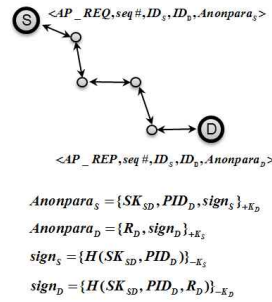 S
<AP_REQ,seq#,ID_S,ID_D,Anonpara_S>
D
<AP_REP,seq#,ID_S,ID_D,Anonpara_D>
Anonpara_S={SK_SD,PID_D,sign_S}_+K_D
Anonpara_D={R_D,sign_D}_+K_S
sign_S={H(SK_SD,PID_D)}_-K_S
sign_D={H(SK_SD,PID_D,R_D)}_-K_D